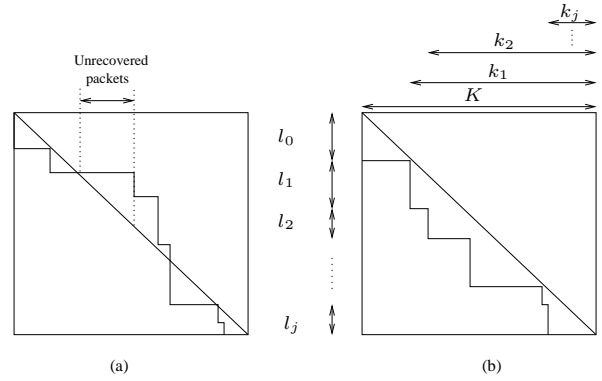 Unrecovered
packets
k_j
k_2
k_1
K
l_0
l_1
l_2
l_j
(a)
(b)